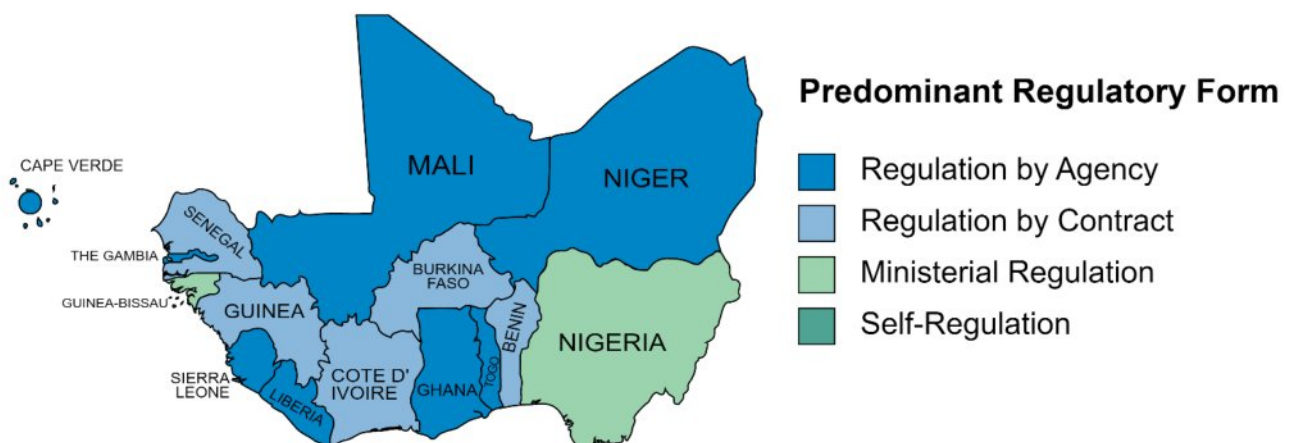 CAPE VERDE
MALI
NIGER
SENEGAL
THE GAMBIA
BURKINA
FASO
GUINEA-BISSAU
GUINEA
BENIN
NIGERIA
SIERRA
LEONE
LIBERIA
COTE D'
IVOIRE
GHANA
TOGO
Predominant Regulatory Form
Regulation by Agency
Regulation by Contract
Ministerial Regulation
Self-Regulation